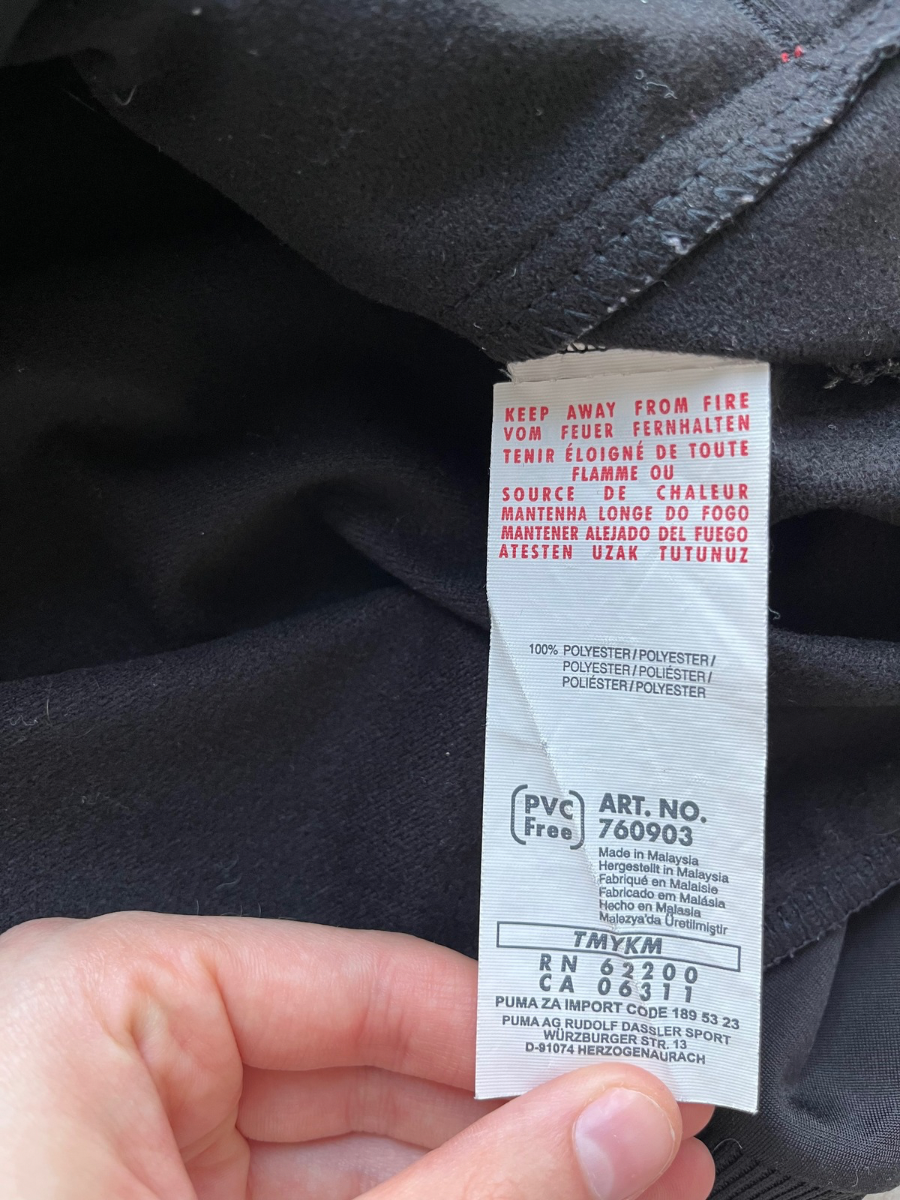 KEEP AWAY FROM FIRE
VOM FEUER FERNHALTEN
TENIR ÉLOIGNÉ DE TOUTE
FLAMME OU
SOURCE DE CHALEUR
MANTENHA LONGE DO FOGO
MANTENER ALEJADO DEL FUEGO
ATESTEN UZAK TUTUNUZ
100% POLYESTER/POLYESTER/
POLYESTER/POLIÉSTER/
POLIÉSTER/POLYESTER
PVC
Free
ART. NO.
760903
Made in Malaysia
Hergestellt in Malaysia
Fabriqué en Malaisie
Fabricado em Malásia
Hecho en Malasia
Malezya'da Üretilmiştir
TMYKM
RN 62200
CA 06311
PUMA ZA IMPORT CODE 189 53 23
PUMA AG RUDOLF DASSLER SPORT
WÜRZBURGER STR. 13
D-91074 HERZOGENAURACH